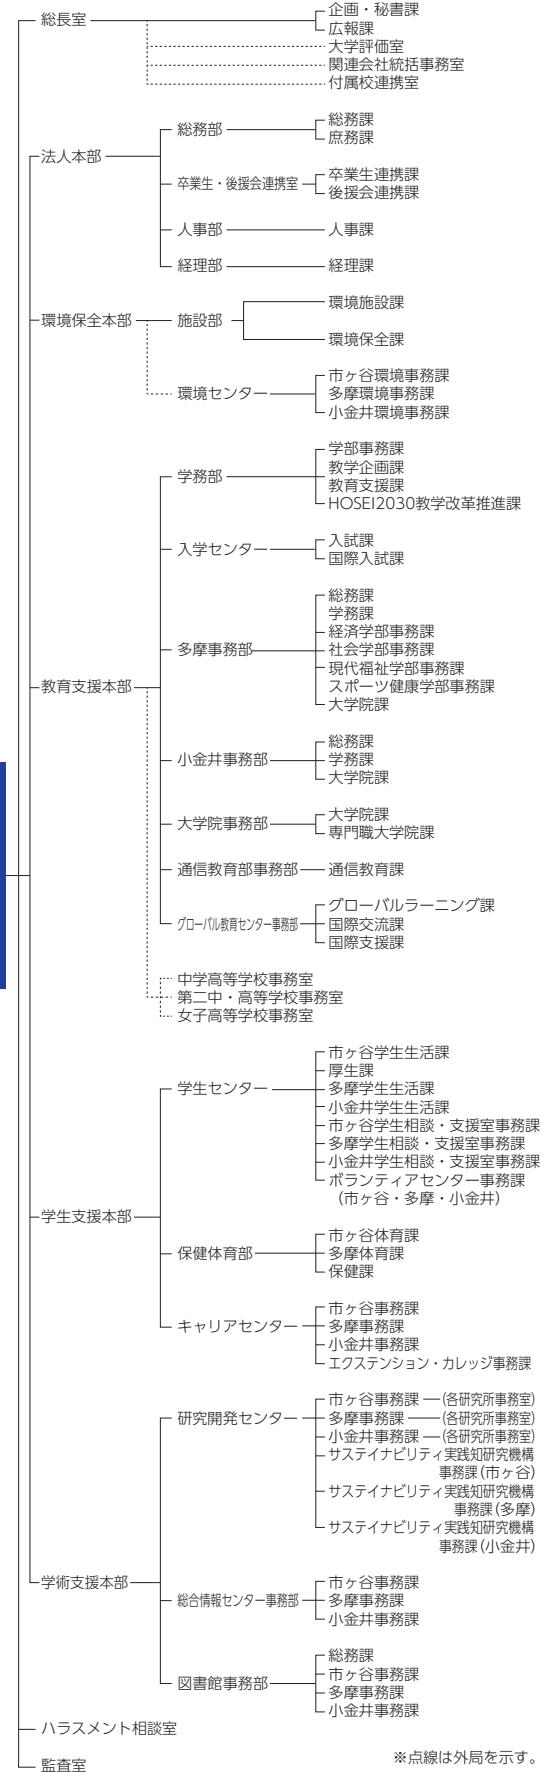 総長室
企画・秘書課
広報課
大学評価室
関連会社統括事務室
付属校連携室
法人本部
総務部
総務課
庶務課
卒業生・後援会連携室
卒業生連携課
後援会連携課
人事部
人事課
経理部
経理課
環境保全本部
施設部
環境施設課
環境保全課
環境センター
市ヶ谷環境事務課
多摩環境事務課
小金井環境事務課
教育支援本部
学務部
学部事務課
教学企画課
教育支援課
HOSEI2030教学改革推進課
入学センター
入試課
国際入試課
多摩事務部
総務課
学務課
経済学部事務課
社会学部事務課
現代福祉学部事務課
スポーツ健康学部事務課
大学院課
小金井事務部
総務課
学務課
大学院課
大学院事務部
大学院課
専門職大学院課
通信教育部事務部
通信教育課
グローバル教育センター事務部
グローバルラーニング課
国際交流課
国際支援課
中学高等学校事務室
第二中・高等学校事務室
女子高等学校事務室
学生支援本部
学生センター
市ヶ谷学生生活課
厚生課
多摩学生生活課
小金井学生生活課
市ヶ谷学生相談・支援室事務課
多摩学生相談・支援室事務課
小金井学生相談・支援室事務課
ボランティアセンター事務課
(市ヶ谷・多摩・小金井)
保健体育部
市ヶ谷体育課
多摩体育課
保健課
キャリアセンター
市ヶ谷事務課
多摩事務課
小金井事務課
エクステンション・カレッジ事務課
学術支援本部
研究開発センター
市ヶ谷事務課 (各研究所事務室)
多摩事務課 (各研究所事務室)
小金井事務課 (各研究所事務室)
サステイナビリティ実践知研究機構
事務課(市ヶ谷)
サステイナビリティ実践知研究機構
事務課(多摩)
サステイナビリティ実践知研究機構
事務課(小金井)
総合情報センター事務部
市ヶ谷事務課
多摩事務課
小金井事務課
図書館事務部
総務課
市ヶ谷事務課
多摩事務課
小金井事務課
ハラスメント相談室
監査室
※点線は外局を示す。